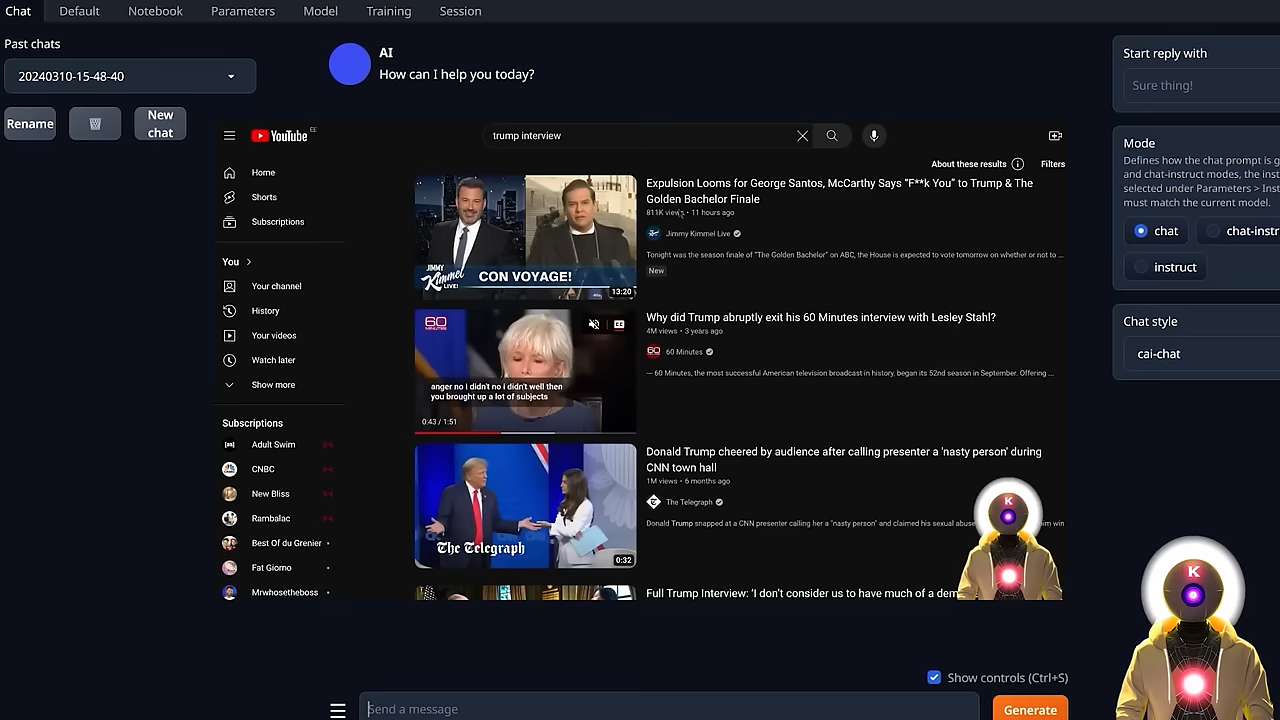 Chat
Default
Notebook
Parameters
Model
Training
Session
Past chats
20240310-15-48-40
Rename
New
chat
AI
How can I help you today?
YouTube EE
trump interview
Home
Shorts
Subscriptions
You
Your channel
History
Your videos
Watch later
Show more
Subscriptions
Adult Swim
CNBC
New Bliss
Rambalac
Best Of du Grenier
Fat Giorno
Mrwhosetheboss
About these results
Filters
JIMMY
Kimmel
LIVE!
CON VOYAGE!
13:20
Expulsion Looms for George Santos, McCarthy Says “F**k You” to Trump & The
Golden Bachelor Finale
811K views • 11 hours ago
Jimmy Kimmel Live
Tonight was the season finale of "The Golden Bachelor" on ABC, the House is expected to vote tomorrow on whether or not to ...
New
60
MINUTES
CC
anger no i didn't no i didn't well then
you brought up a lot of subjects
0:43 / 1:51
Why did Trump abruptly exit his 60 Minutes interview with Lesley Stahl?
4M views • 3 years ago
60 Minutes
— 60 Minutes, the most successful American television broadcast in history, began its 52nd season in September. Offering ...
The Telegraph
0:32
Donald Trump cheered by audience after calling presenter a 'nasty person' during
CNN town hall
1M views • 6 months ago
The Telegraph
Donald Trump snapped at a CNN presenter calling her a "nasty person" and claimed his sexual abuse
win
Full Trump Interview: ‘I don’t consider us to have much of a
K
K
Start reply with
Sure thing!
Mode
Defines how the chat prompt is
and chat-instruct modes, the
selected under Parameters >
must match the current model.
chat
instruct
Chat style
cai-chat
Show controls (Ctrl+S)
Send a message
Generate